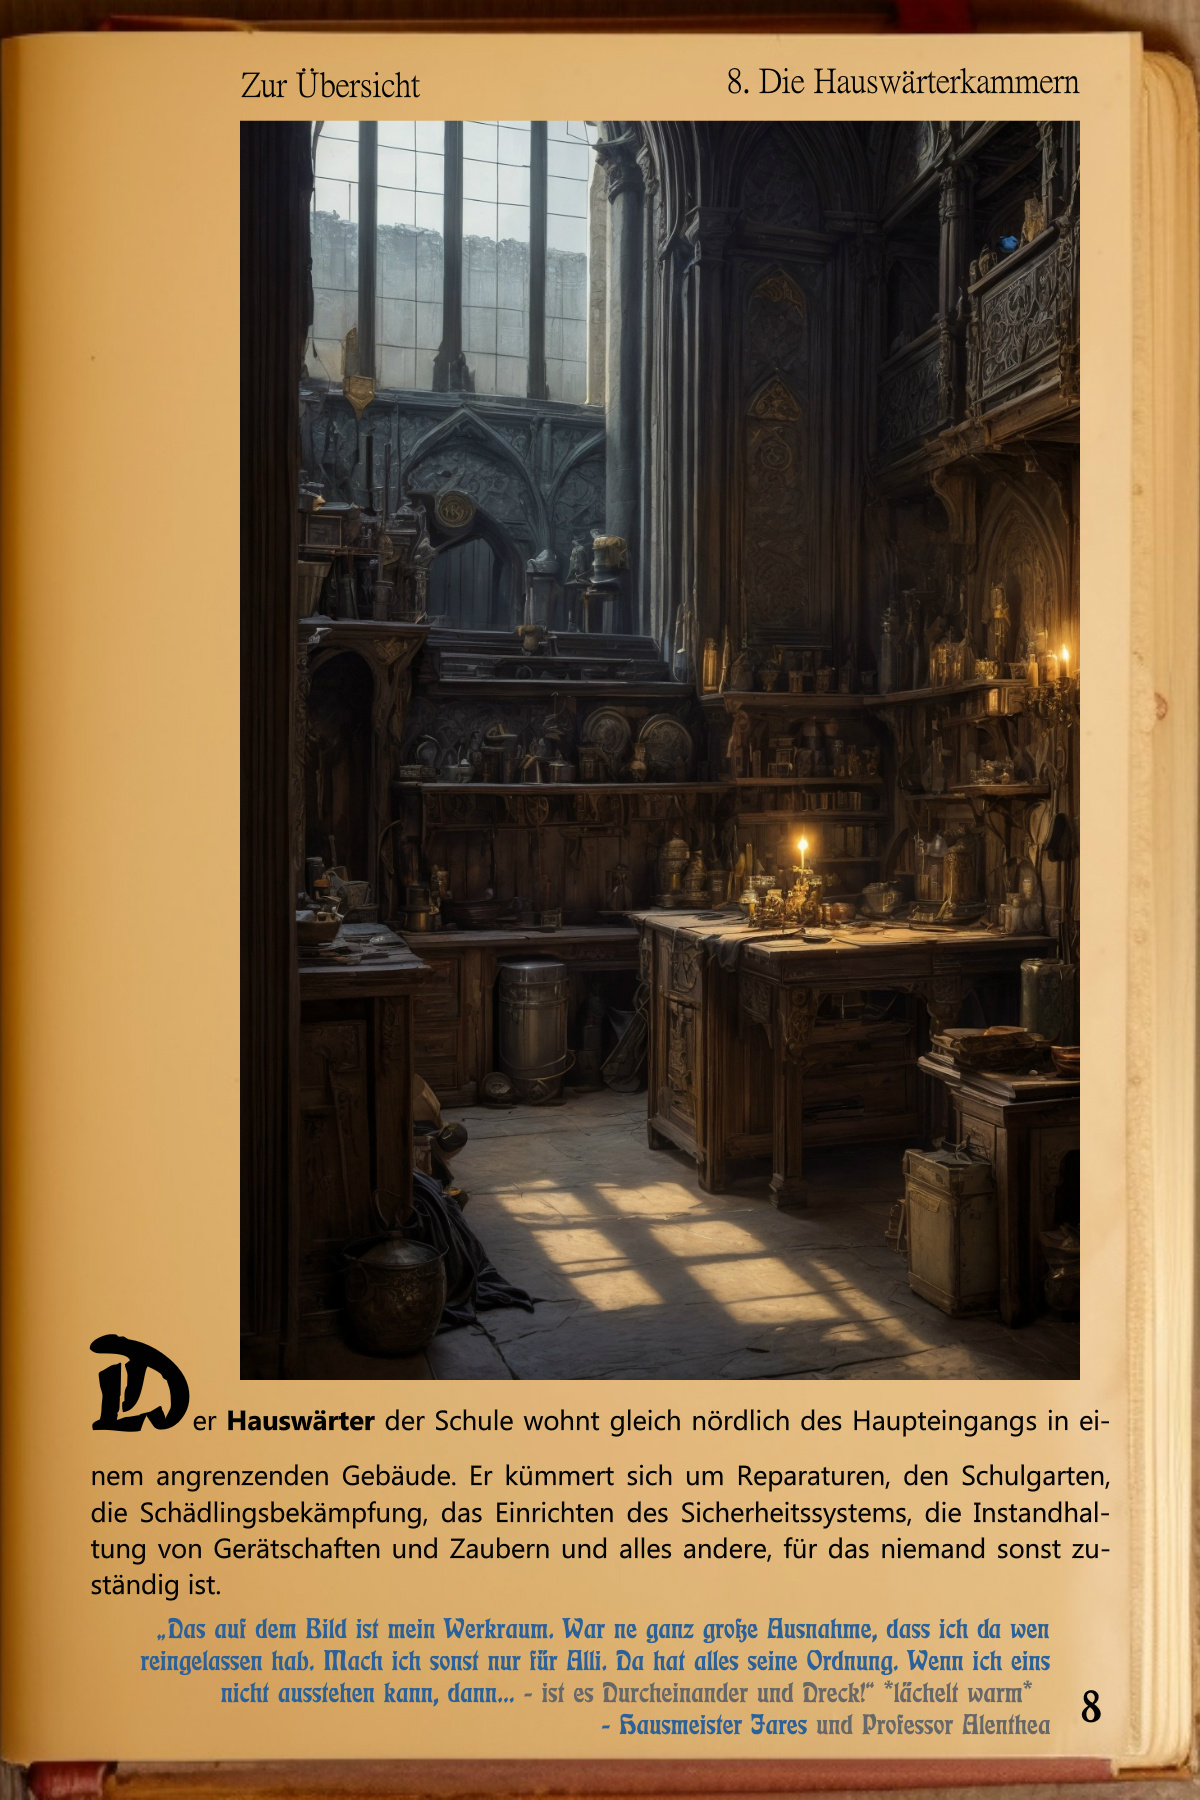 Zur Übersicht
8. Die Hauswärterkammern
Der Hauswärter der Schule wohnt gleich nördlich des Haupteingangs in ei-
nem angrenzenden Gebäude. Er kümmert sich um Reparaturen, den Schulgarten,
die Schädlingsbekämpfung, das Einrichten des Sicherheitssystems, die Instandhal-
tung von Gerätschaften und Zaubern und alles andere, für das niemand sonst zu-
ständig ist.
„Das auf dem Bild ist mein Werkraum. War ne ganz große Ausnahme, dass ich da wen
reingelassen hab. Mach ich sonst nur für Alli. Da hat alles seine Ordnung. Wenn ich eins
nicht ausstehen kann, dann... - ist es Durcheinander und Dreck!“ *lächelt warm*
- Hausmeister Jares und Professor Alenthea
8